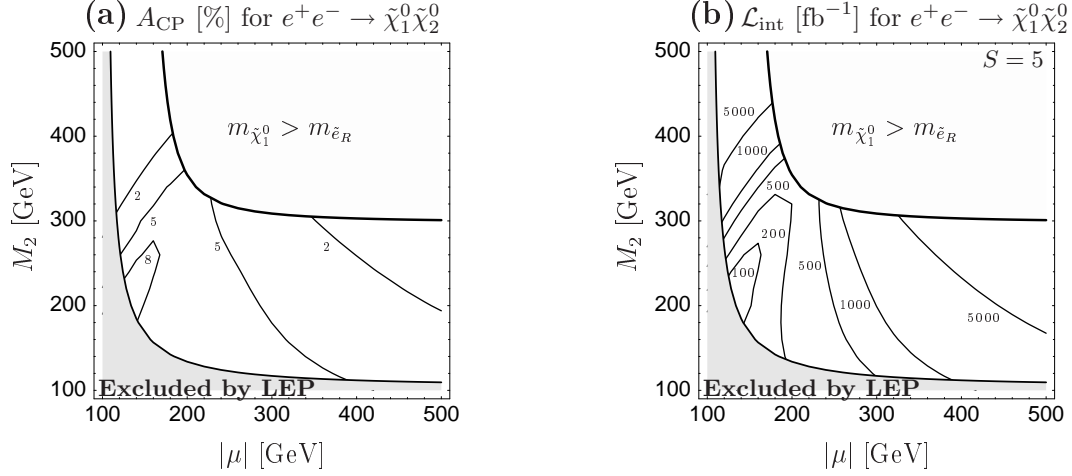 (a) A_CP [%] for e⁺e⁻ → χ̃⁰₁χ̃⁰₂
500
400
300
200
100
M₂ [GeV]
m_χ̃⁰₁ > m_ẽR
2
5
8
5
2
Excluded by LEP
100 200 300 400 500
|μ| [GeV]
(b) 𝓛_int [fb⁻¹] for e⁺e⁻ → χ̃⁰₁χ̃⁰₂
S = 5
500
400
300
200
100
M₂ [GeV]
m_χ̃⁰₁ > m_ẽR
5000
1000
500
200
100
500
1000
5000
Excluded by LEP
100 200 300 400 500
|μ| [GeV]